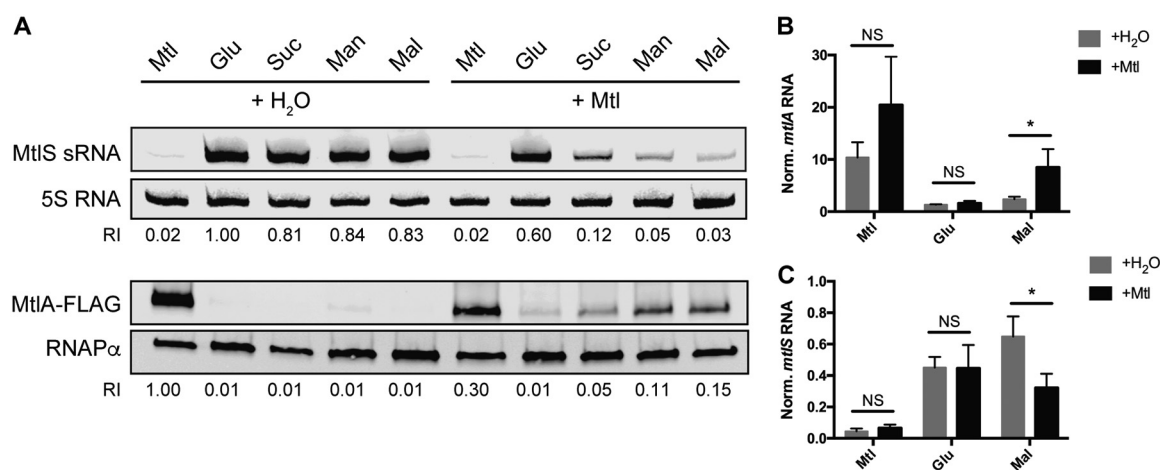 A
Mtl Glu Suc Man Mal Mtl Glu Suc Man Mal
+ H₂O + Mtl
MtlS sRNA
5S RNA
RI 0.02 1.00 0.81 0.84 0.83 0.02 0.60 0.12 0.05 0.03
MtlA-FLAG
RNAPα
RI 1.00 0.01 0.01 0.01 0.01 0.30 0.01 0.05 0.11 0.15
B
+H₂O
+Mtl
Norm. mtlA RNA
30
20
10
0
NS
NS
*
Mtl Glu Mal
C
+H₂O
+Mtl
Norm. mtlS RNA
1.0
0.8
0.6
0.4
0.2
0.0
NS
NS
*
Mtl Glu Mal